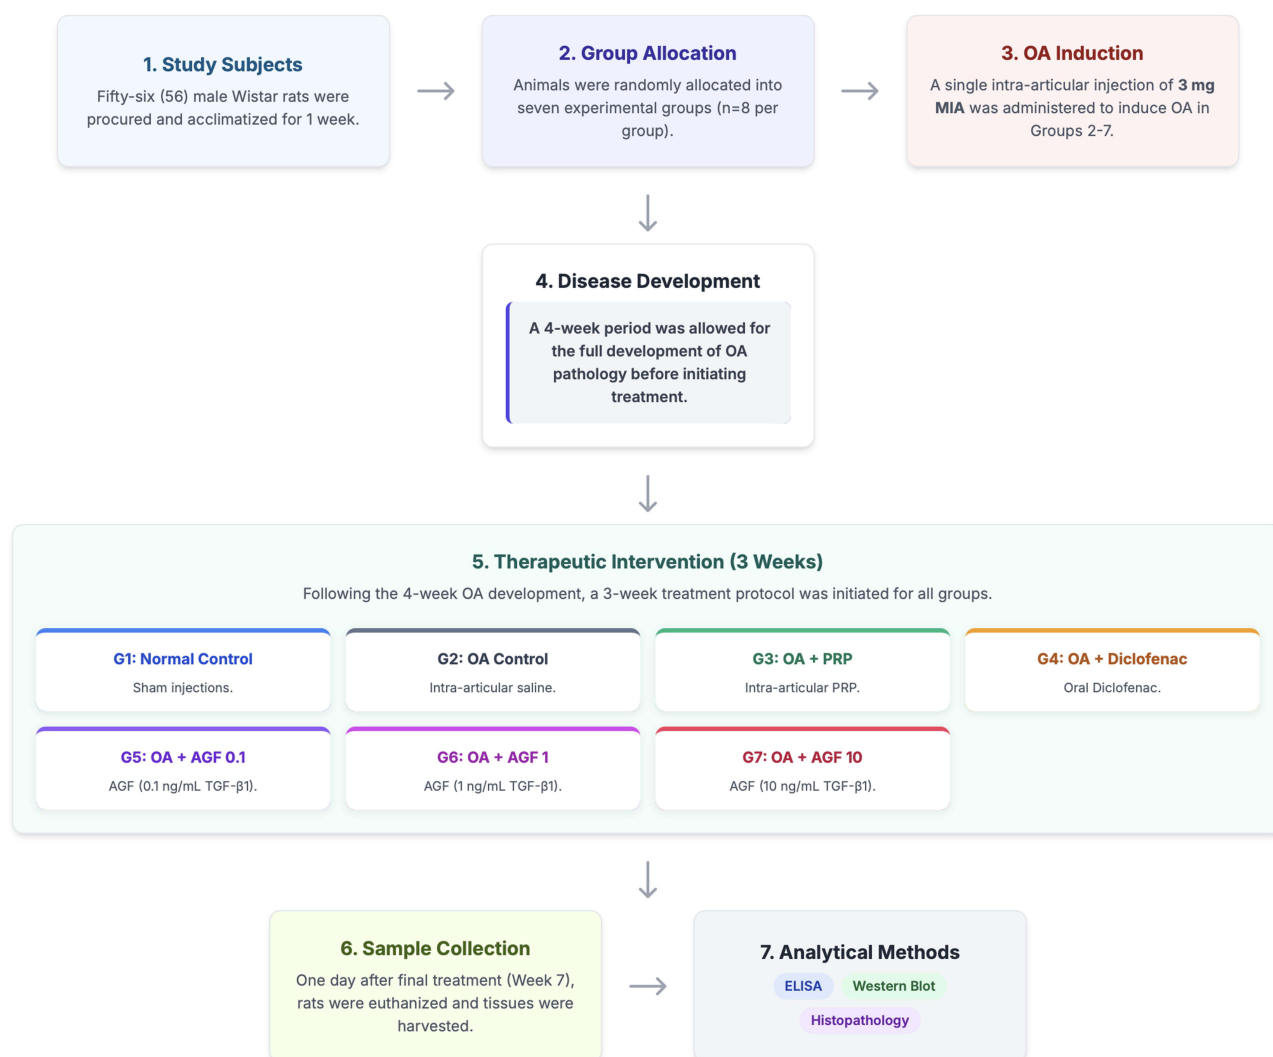 1. Study Subjects
Fifty-six (56) male Wistar rats were
procured and acclimatized for 1 week.
2. Group Allocation
Animals were randomly allocated into
seven experimental groups (n=8 per
group).
3. OA Induction
A single intra-articular injection of 3 mg
MIA was administered to induce OA in
Groups 2-7.
4. Disease Development
A 4-week period was allowed for
the full development of OA
pathology before initiating
treatment.
5. Therapeutic Intervention (3 Weeks)
Following the 4-week OA development, a 3-week treatment protocol was initiated for all groups.
G1: Normal Control
Sham injections.
G2: OA Control
Intra-articular saline.
G3: OA + PRP
Intra-articular PRP.
G4: OA + Diclofenac
Oral Diclofenac.
G5: OA + AGF 0.1
AGF (0.1 ng/mL TGF-β1).
G6: OA + AGF 1
AGF (1 ng/mL TGF-β1).
G7: OA + AGF 10
AGF (10 ng/mL TGF-β1).
6. Sample Collection
One day after final treatment (Week 7),
rats were euthanized and tissues were
harvested.
7. Analytical Methods
ELISA
Western Blot
Histopathology